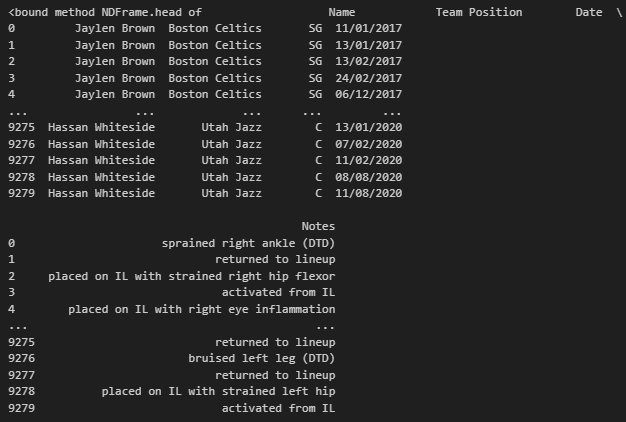 <bound method NDFrame.head of                   Name            Team Position        Date  \
0         Jaylen Brown  Boston Celtics       SG  11/01/2017
1         Jaylen Brown  Boston Celtics       SG  13/01/2017
2         Jaylen Brown  Boston Celtics       SG  13/02/2017
3         Jaylen Brown  Boston Celtics       SG  24/02/2017
4         Jaylen Brown  Boston Celtics       SG  06/12/2017
...                ...             ...      ...         ...
9275  Hassan Whiteside       Utah Jazz        C  13/01/2020
9276  Hassan Whiteside       Utah Jazz        C  07/02/2020
9277  Hassan Whiteside       Utah Jazz        C  11/02/2020
9278  Hassan Whiteside       Utah Jazz        C  08/08/2020
9279  Hassan Whiteside       Utah Jazz        C  11/08/2020
                                            Notes
0                      sprained right ankle (DTD)
1                              returned to lineup
2     placed on IL with strained right hip flexor
3                               activated from IL
4        placed on IL with right eye inflammation
...                                           ...
9275                           returned to lineup
9276                       bruised left leg (DTD)
9277                           returned to lineup
9278          placed on IL with strained left hip
9279                            activated from IL